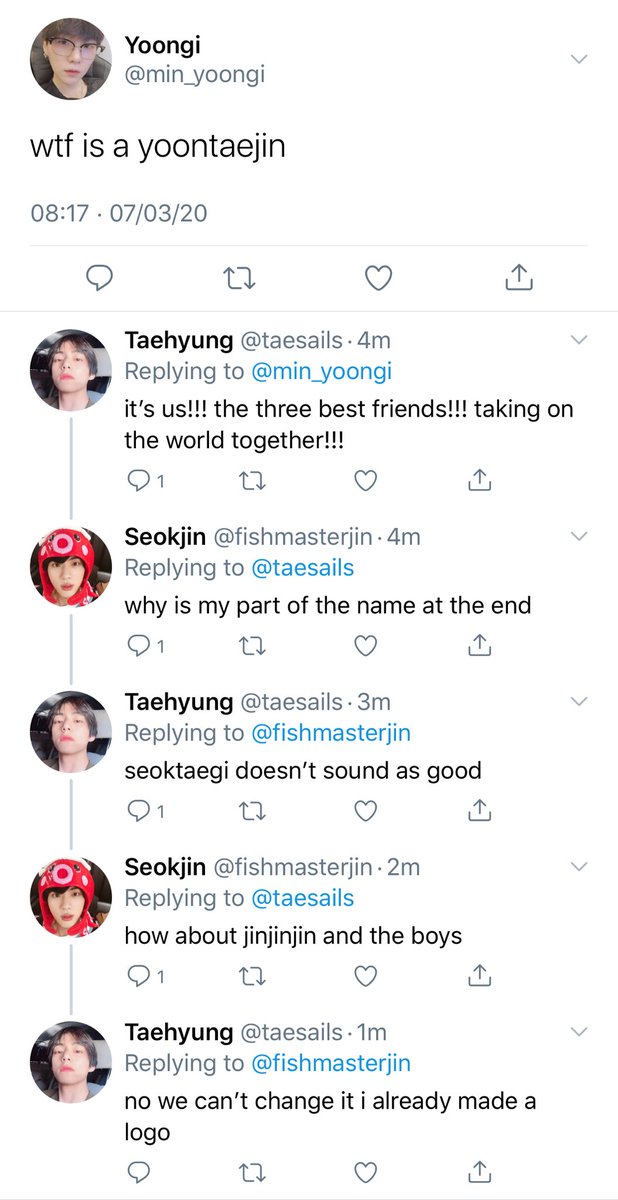 Yoongi
@min_yoongi
wtf is a yoontaejin
08:17 · 07/03/20
Taehyung @taesails · 4m
Replying to @min_yoongi
it’s us!!! the three best friends!!! taking on
the world together!!!
1
Seokjin @fishmasterjin · 4m
Replying to @taesails
why is my part of the name at the end
1
Taehyung @taesails · 3m
Replying to @fishmasterjin
seoktaegi doesn’t sound as good
1
Seokjin @fishmasterjin · 2m
Replying to @taesails
how about jinjinjin and the boys
1
Taehyung @taesails · 1m
Replying to @fishmasterjin
no we can’t change it i already made a
logo